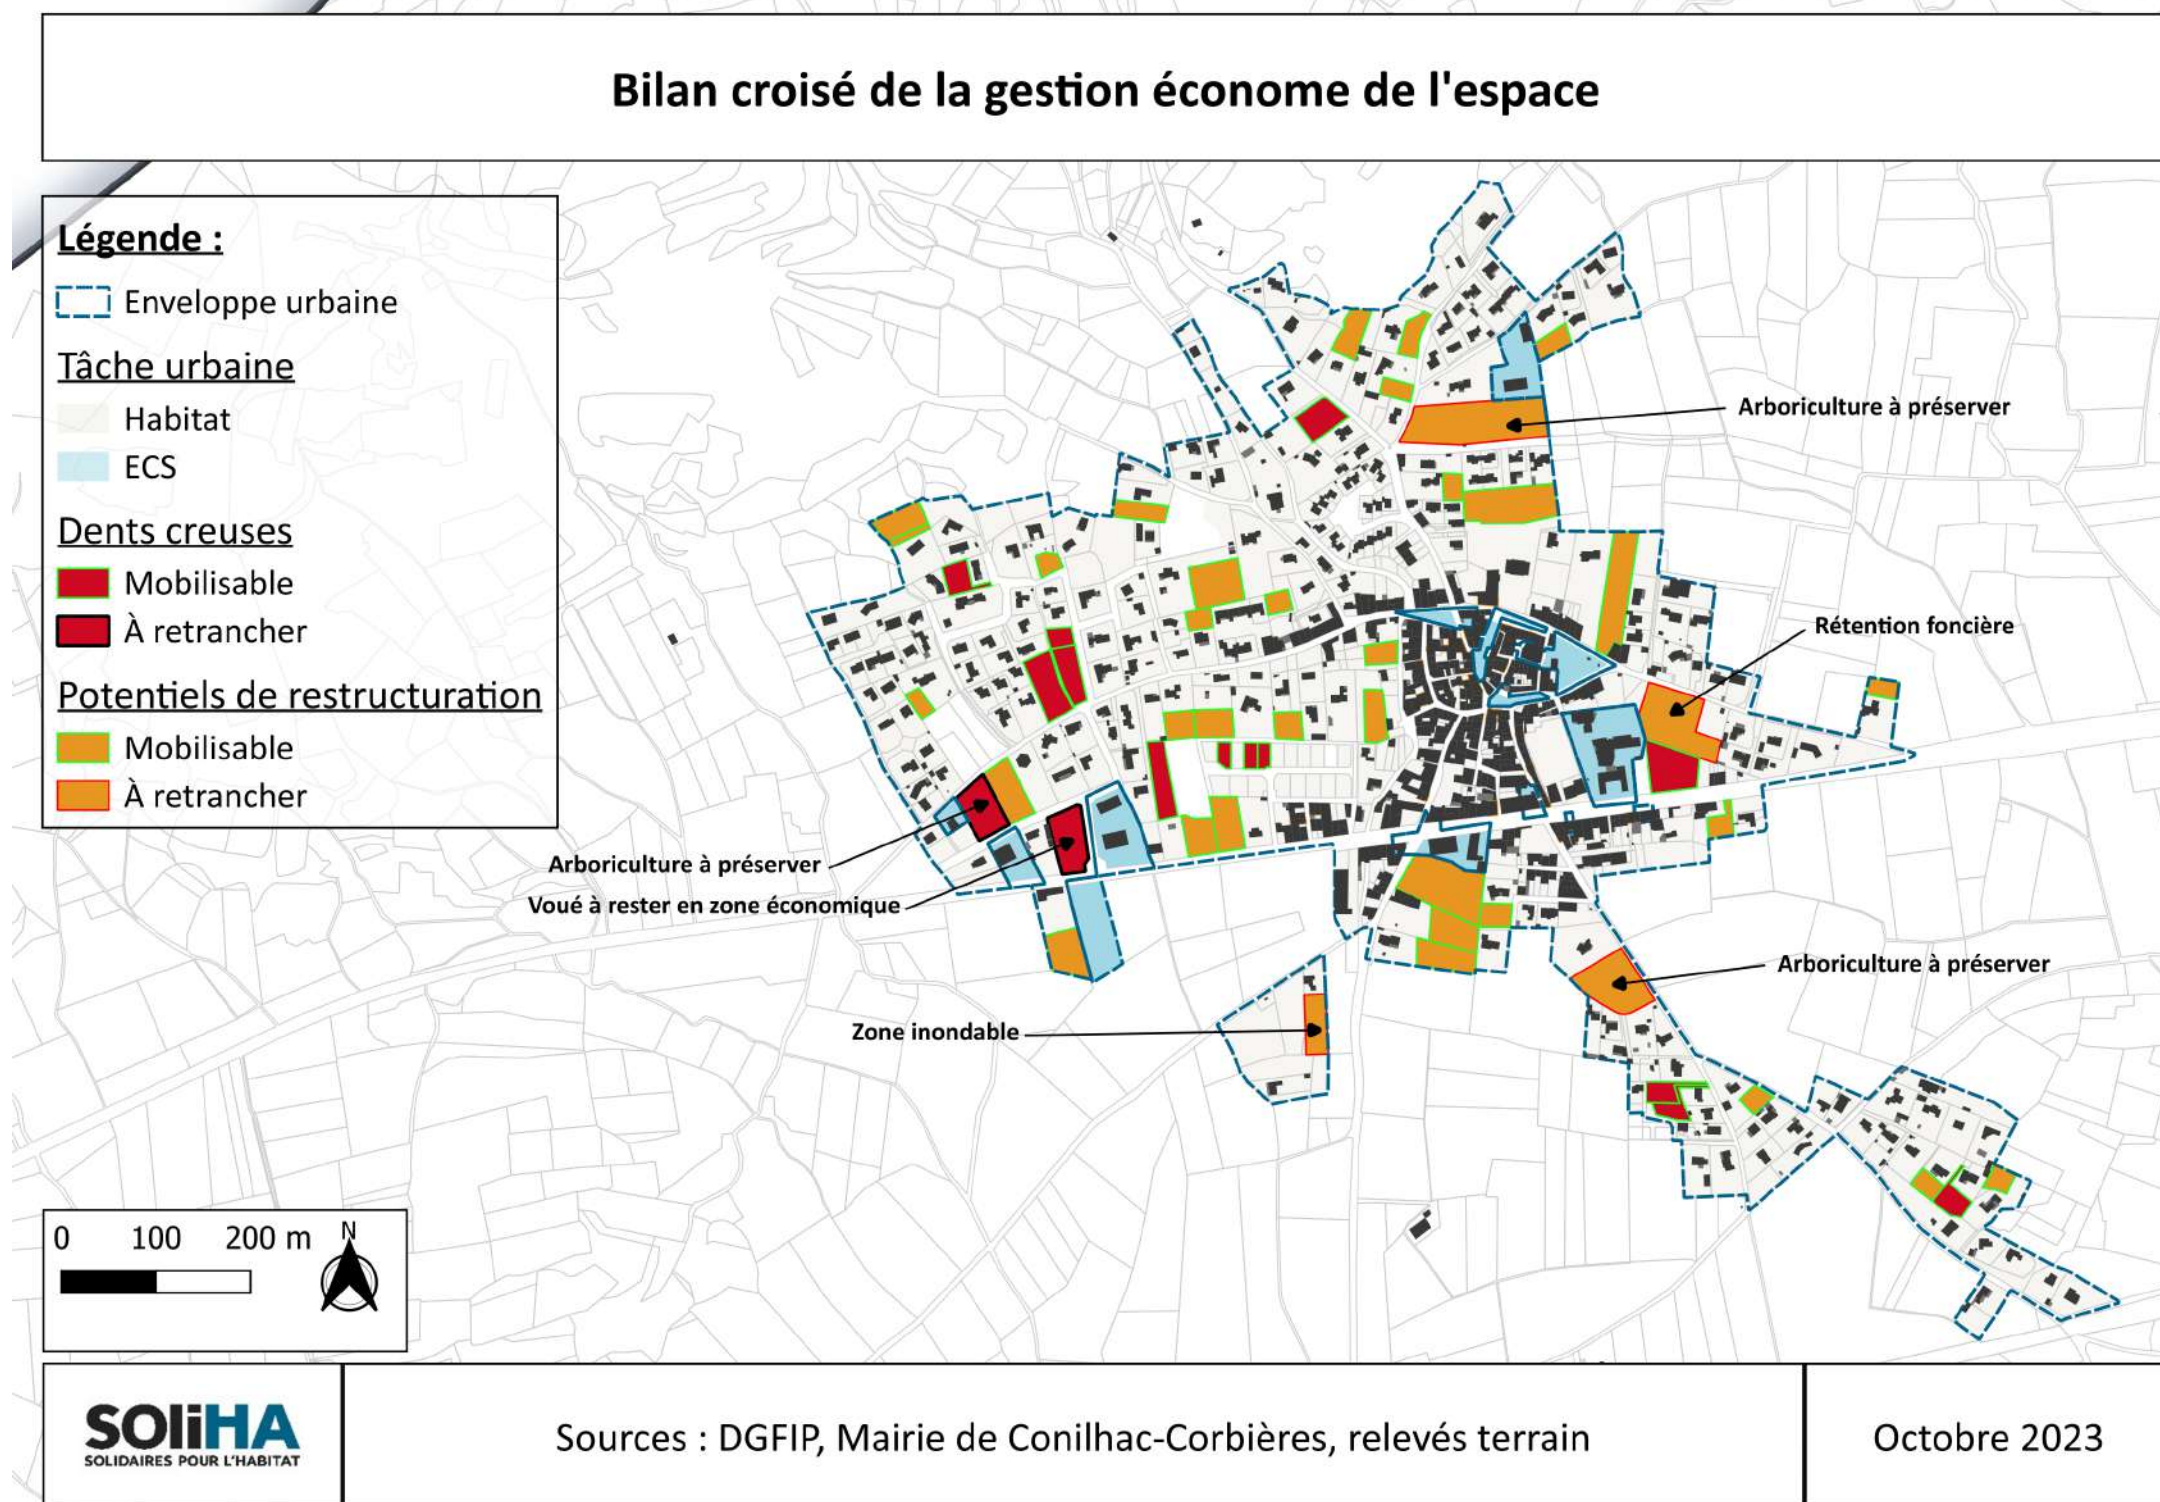 Bilan croisé de la gestion économe de l'espace
Légende :
Enveloppe urbaine
Tâche urbaine
Habitat
ECS
Dents creuses
Mobilisable
À retrancher
Potentiels de restructuration
Mobilisable
À retrancher
Arboriculture à préserver
Rétention foncière
Arboriculture à préserver
Voué à rester en zone économique
Arboriculture à préserver
Zone inondable
0 100 200 m
N
SOliHA
SOLIDAIRES POUR L'HABITAT
Sources : DGFIP, Mairie de Conilhac-Corbières, relevés terrain
Octobre 2023